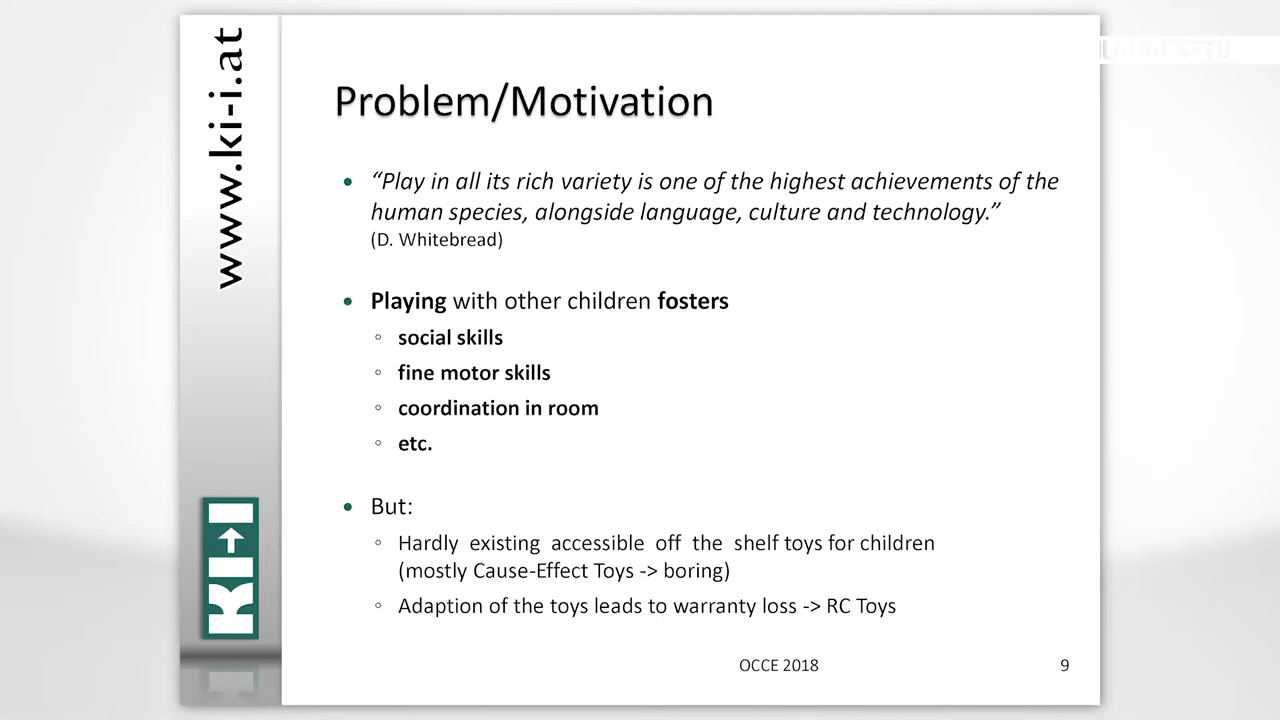 www.ki-i.at
Problem/Motivation
• “Play in all its rich variety is one of the highest achievements of the
human species, alongside language, culture and technology.”
(D. Whitebread)
• Playing with other children fosters
◦ social skills
◦ fine motor skills
◦ coordination in room
◦ etc.
• But:
◦ Hardly existing accessible off the shelf toys for children
(mostly Cause-Effect Toys -> boring)
◦ Adaption of the toys leads to warranty loss -> RC Toys
KI-I
OCCE 2018
9